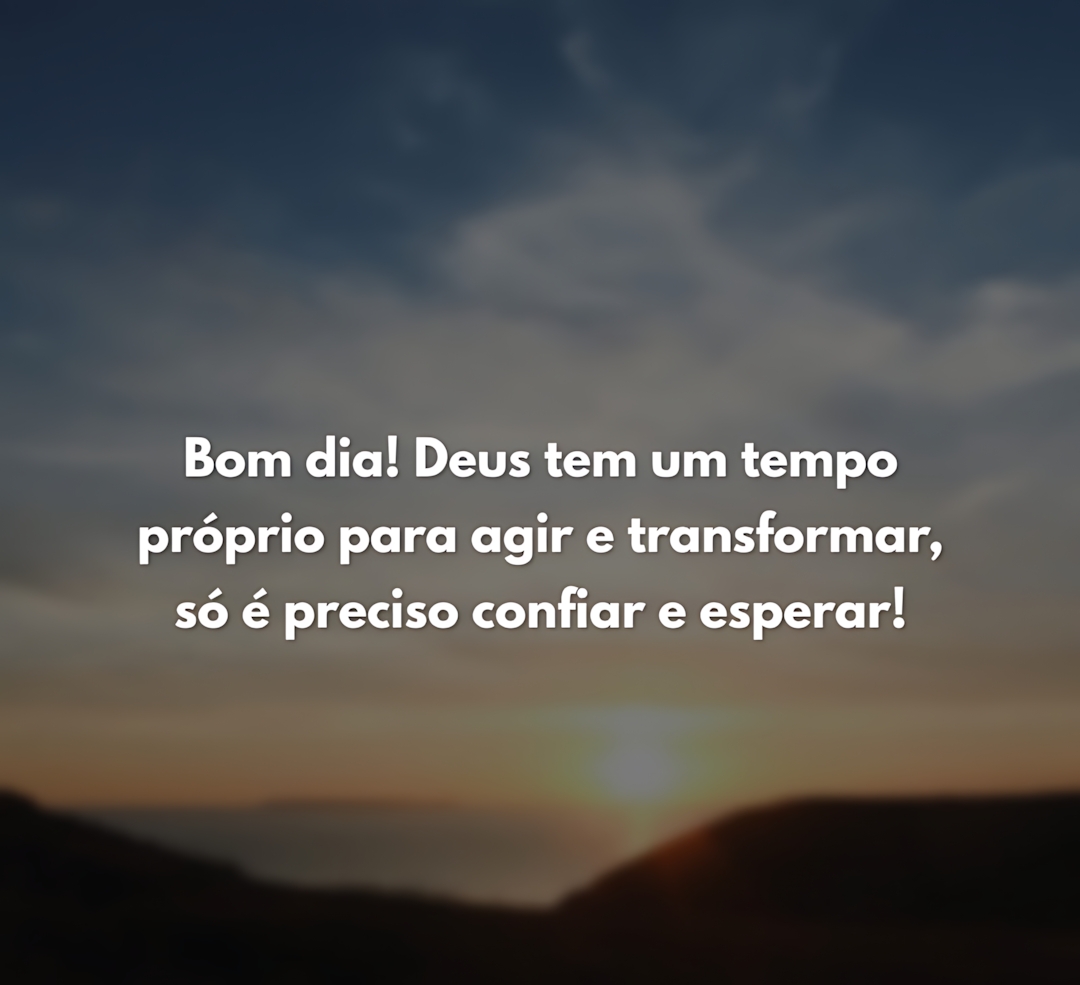 Bom dia! Deus tem um tempo
próprio para agir e transformar,
só é preciso confiar e esperar!